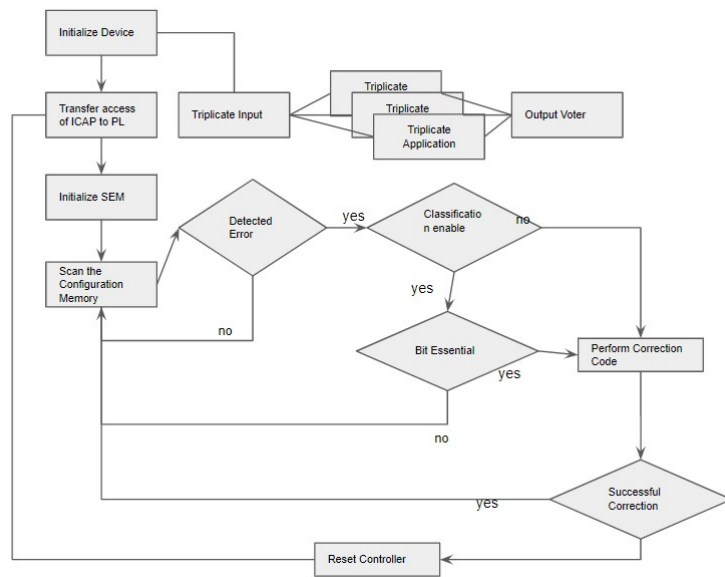 Initialize Device
Transfer access
of ICAP to PL
Triplicate Input
Triplicate
Triplicate
Triplicate
Application
Output Voter
Initialize SEM
Detected
Error
yes
Classificatio
n enable
no
Scan the
Configuration
Memory
yes
no
Bit Essential
yes
Perform Correction
Code
no
Successful
Correction
yes
Reset Controller